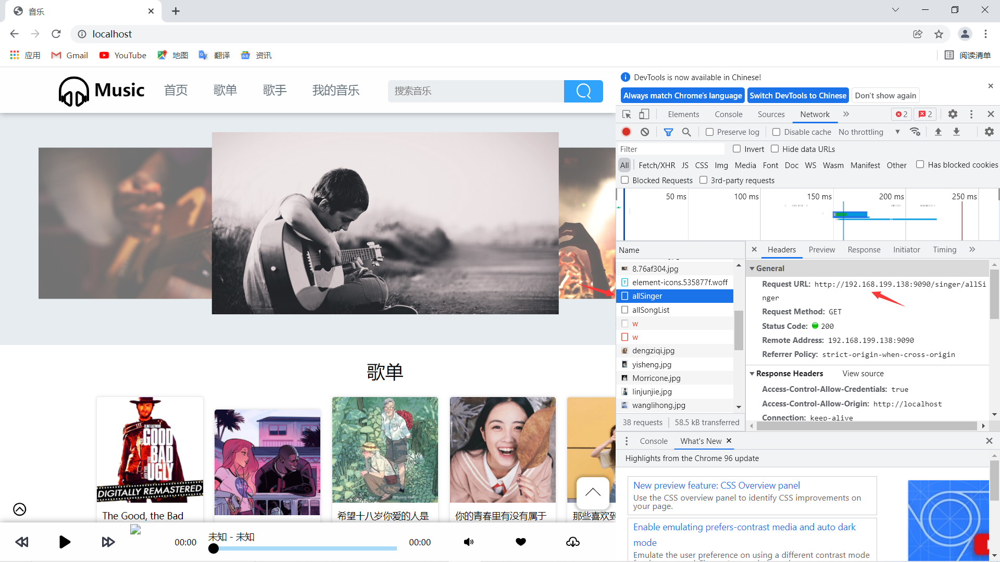 音乐
localhost
应用 Gmail YouTube 地图 翻译 资讯 阅读清单
Music 首页 歌单 歌手 我的音乐 搜索音乐
歌单
CLINT EASTWOOD
GOOD
BAD
UGLY
DIGITALLY REMASTERED
The Good, the Bad
希望十八岁你爱的人是
你的青春里有没有属于
那些喜欢到
00:00 未知 - 未知 00:00
DevTools is now available in Chinese!
Always match Chrome's language Switch DevTools to Chinese Don't show again
Elements Console Sources Network 2 2
Preserve log Disable cache No throttling
Filter Invert Hide data URLs
All Fetch/XHR JS CSS Img Media Font Doc WS Wasm Manifest Other Has blocked cookies
Blocked Requests 3rd-party requests
50 ms 100 ms 150 ms 200 ms 250 ms
Name
8.76af304.jpg
element-icons.535877f.woff
allSinger
allSongList
w
w
dengziqi.jpg
yisheng.jpg
Morricone.jpg
linjunjie.jpg
wanglihong.jpg
38 requests 58.5 kB transferred
Headers Preview Response Initiator Timing
General
Request URL: http://192.168.199.138:9090/singer/allSi
nger
Request Method: GET
Status Code: 200
Remote Address: 192.168.199.138:9090
Referrer Policy: strict-origin-when-cross-origin
Response Headers View source
Access-Control-Allow-Credentials: true
Access-Control-Allow-Origin: http://localhost
Connection: keep-alive
Console What's New
Highlights from the Chrome 96 update
New preview feature: CSS Overview panel
Use the CSS overview panel to identify CSS improvements on
your page.
Enable emulating prefers-contrast media and auto dark
mode
Emulate the user preference on using a different contrast mode